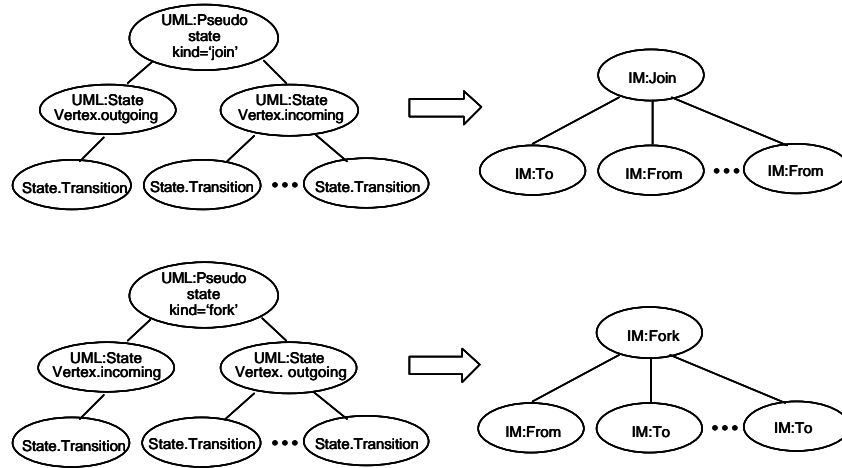 UML:Pseudo
state
kind=‘join’
UML:State
Vertex.outgoing
UML:State
Vertex.incoming
State.Transition
State.Transition
•••
State.Transition
IM:Join
IM:To
IM:From
•••
IM:From
UML:Pseudo
state
kind=‘fork’
UML:State
Vertex.incoming
UML:State
Vertex. outgoing
State.Transition
State.Transition
•••
State.Transition
IM:Fork
IM:From
IM:To
•••
IM:To